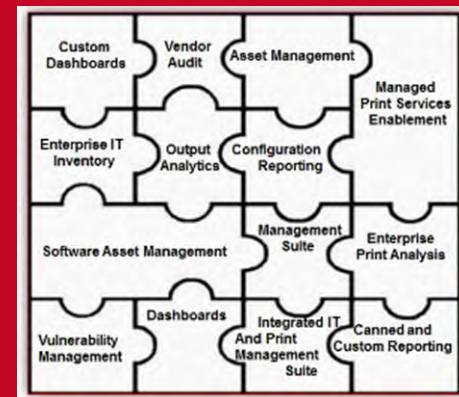 Custom
Dashboards
Vendor
Audit
Asset Management
Managed
Print Services
Enablement
Enterprise IT
Inventory
Output
Analytics
Configuration
Reporting
Software Asset Management
Management
Suite
Enterprise
Print Analysis
Vulnerability
Management
Dashboards
Integrated IT
And Print
Management
Suite
Canned and
Custom Reporting